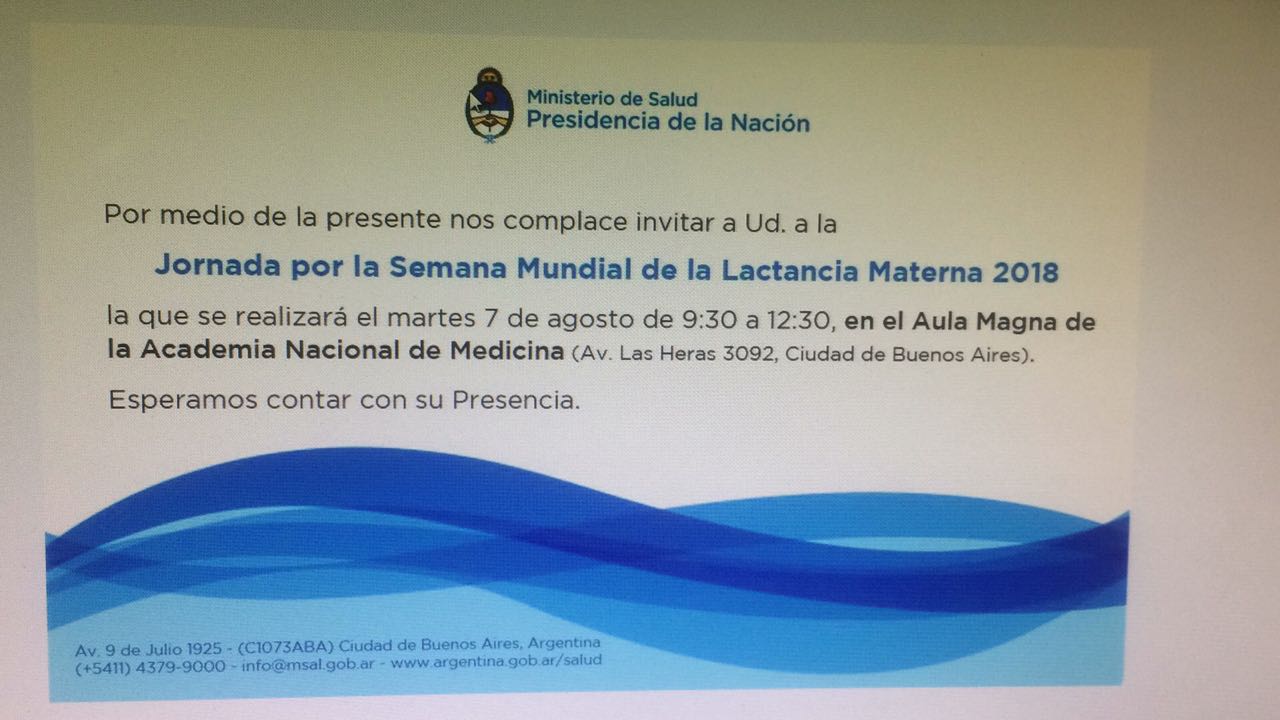 Ministerio de Salud
Presidencia de la Nación
Por medio de la presente nos complace invitar a Ud. a la
Jornada por la Semana Mundial de la Lactancia Materna 2018
la que se realizará el martes 7 de agosto de 9:30 a 12:30, en el Aula Magna de
la Academia Nacional de Medicina (Av. Las Heras 3092, Ciudad de Buenos Aires).
Esperamos contar con su Presencia.
Av. 9 de Julio 1925 - (C1073ABA) Ciudad de Buenos Aires, Argentina
(+5411) 4379-9000 - info@msal.gob.ar - www.argentina.gob.ar/salud